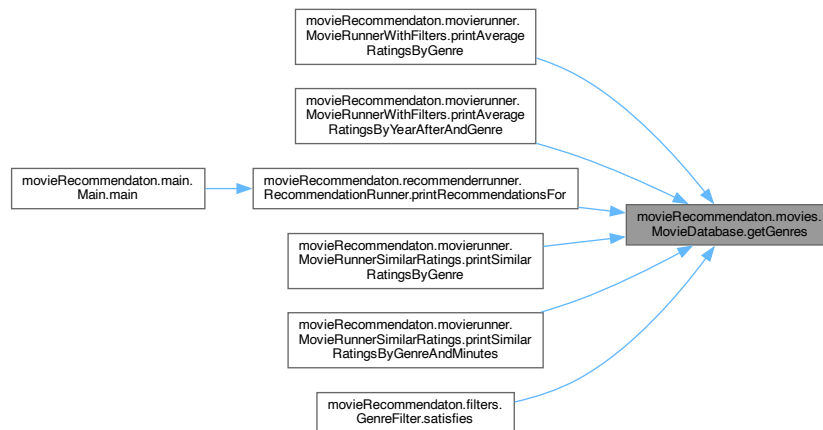 movieRecommendaton.movierunner.
MovieRunnerWithFilters.printAverage
RatingsByGenre
movieRecommendaton.movierunner.
MovieRunnerWithFilters.printAverage
RatingsByYearAfterAndGenre
movieRecommendaton.main.
Main.main
movieRecommendaton.recommenderrunner.
RecommendationRunner.printRecommendationsFor
movieRecommendaton.movies.
MovieDatabase.getGenres
movieRecommendaton.movierunner.
MovieRunnerSimilarRatings.printSimilar
RatingsByGenre
movieRecommendaton.movierunner.
MovieRunnerSimilarRatings.printSimilar
RatingsByGenreAndMinutes
movieRecommendaton.filters.
GenreFilter.satisfies